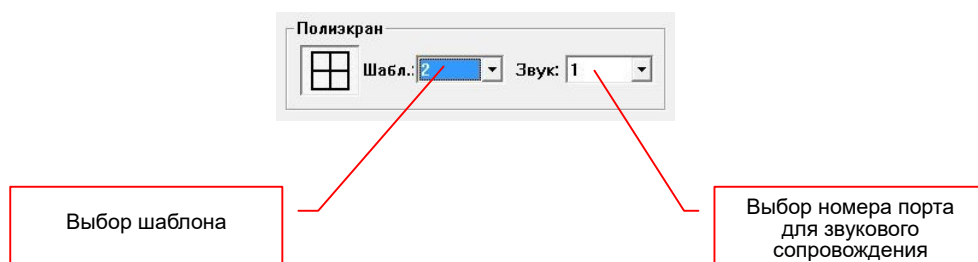 Полиэкран
Шабл.: 2 Звук: 1
Выбор шаблона
Выбор номера порта
для звукового
сопровождения